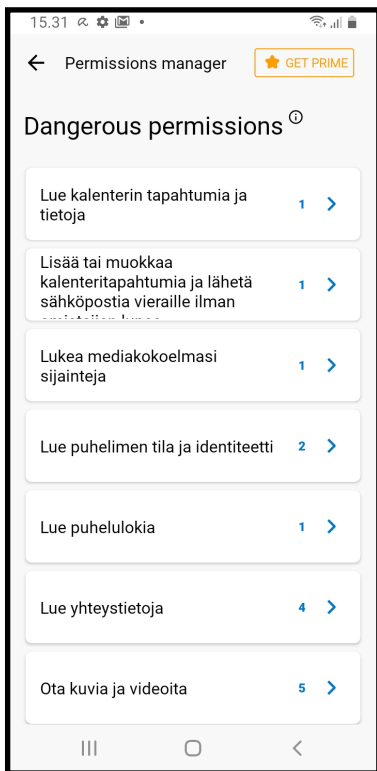 15.31
Permissions manager
GET PRIME
Dangerous permissions
Lue kalenterin tapahtumia ja
tietoja
1
Lisää tai muokkaa
kalenteritapahtumia ja lähetä
sähköpostia vieraille ilman
1
Lukea mediakokoelmasi
sijainteja
1
Lue puhelimen tila ja identiteetti
2
Lue puhelulokia
1
Lue yhteystietoja
4
Ota kuvia ja videoita
5